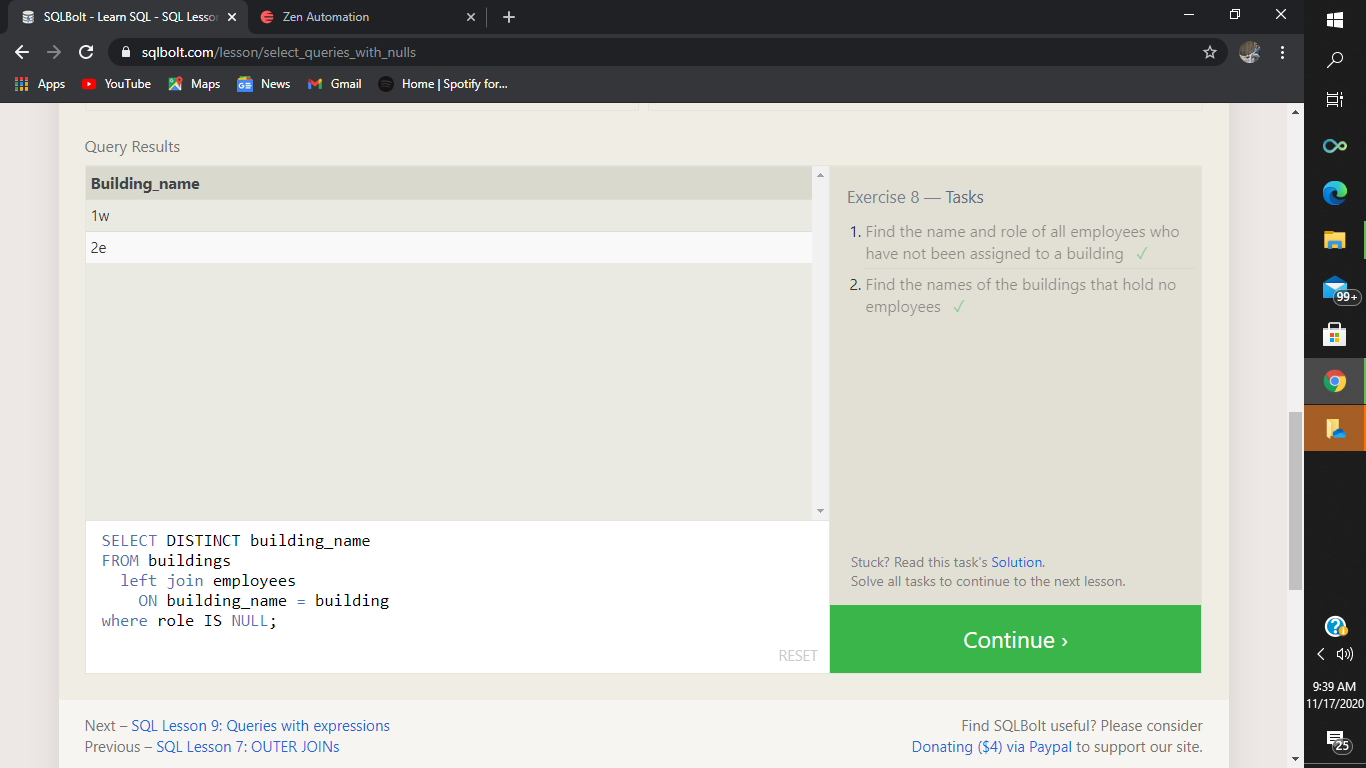 SQLBolt - Learn SQL - SQL Lesson
Zen Automation
sqlbolt.com/lesson/select_queries_with_nulls
Apps
YouTube
Maps
News
Gmail
Home | Spotify for...
Query Results
Building_name
1w
2e
Exercise 8 — Tasks
1. Find the name and role of all employees who
have not been assigned to a building ✓
2. Find the names of the buildings that hold no
employees ✓
SELECT DISTINCT building_name
FROM buildings
left join employees
ON building_name = building
where role IS NULL;
RESET
Stuck? Read this task's Solution.
Solve all tasks to continue to the next lesson.
Continue ›
Next – SQL Lesson 9: Queries with expressions
Previous – SQL Lesson 7: OUTER JOINs
Find SQLBolt useful? Please consider
Donating ($4) via Paypal to support our site.
99+
9:39 AM
11/17/2020
25